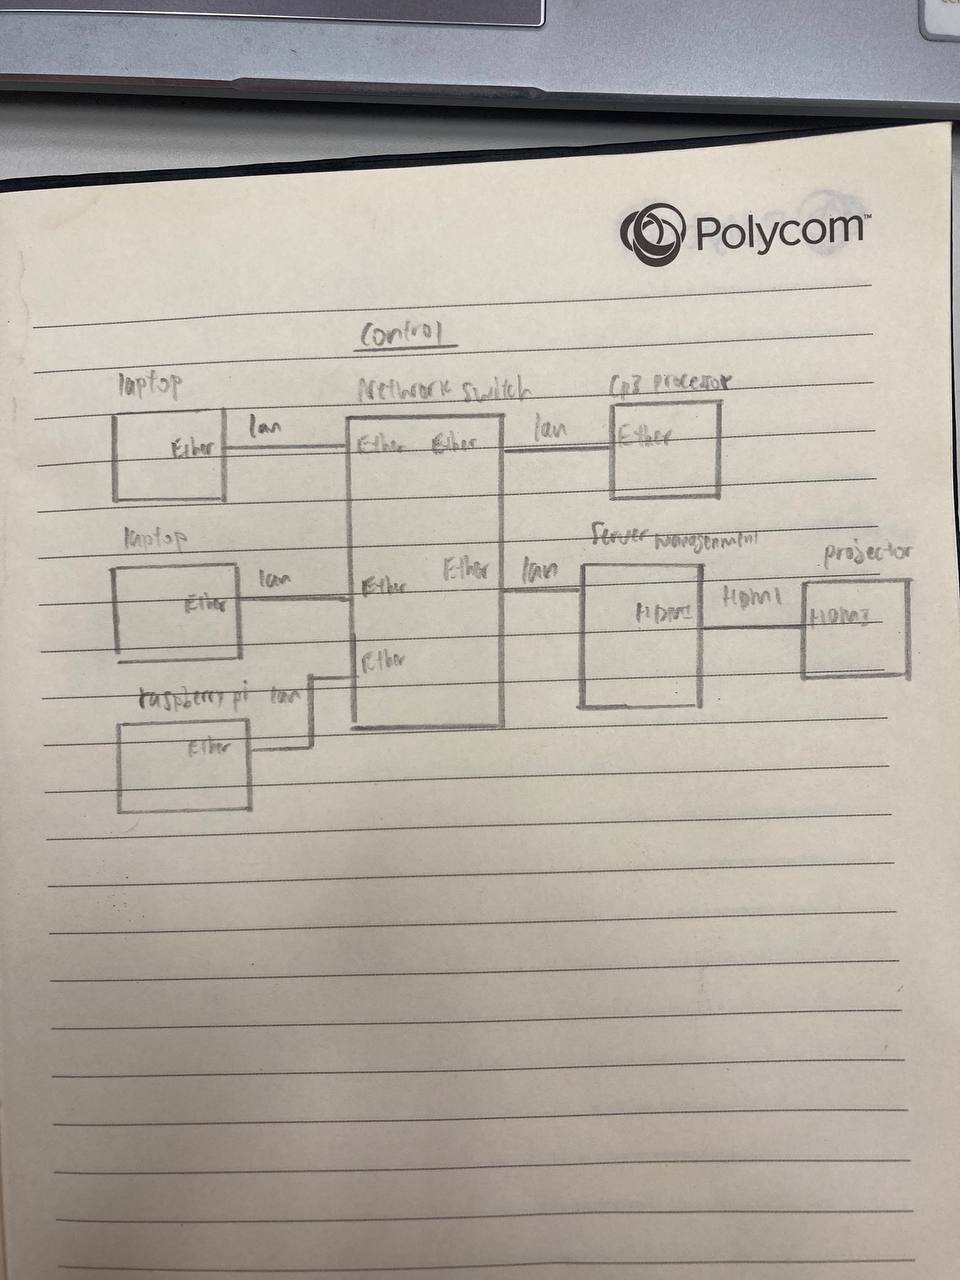 Polycom™
Control
laptop
Network switch
Cp3 processor
Ether
lan
Ether
Ether
lan
Ether
laptop
Server management
projector
Ether
lan
Ether
Ether
lan
HDMI
HDMI
HDMI
raspberry pi
lan
Ether
Ether